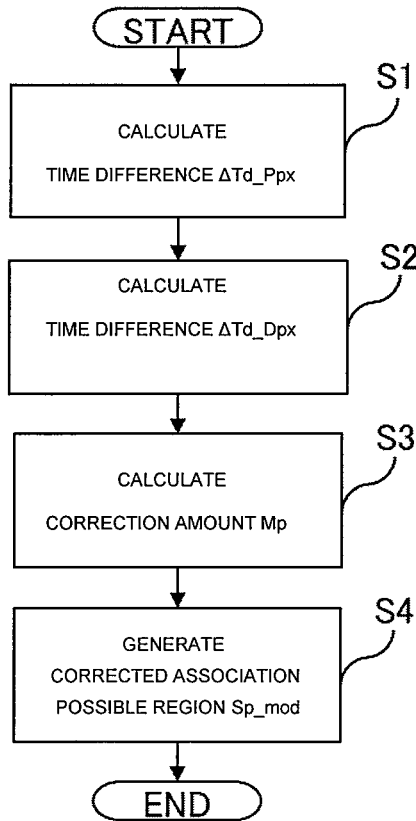 START
S1
CALCULATE
TIME DIFFERENCE ΔTd_Ppx
S2
CALCULATE
TIME DIFFERENCE ΔTd_Dpx
S3
CALCULATE
CORRECTION AMOUNT Mp
S4
GENERATE
CORRECTED ASSOCIATION
POSSIBLE REGION Sp_mod
END